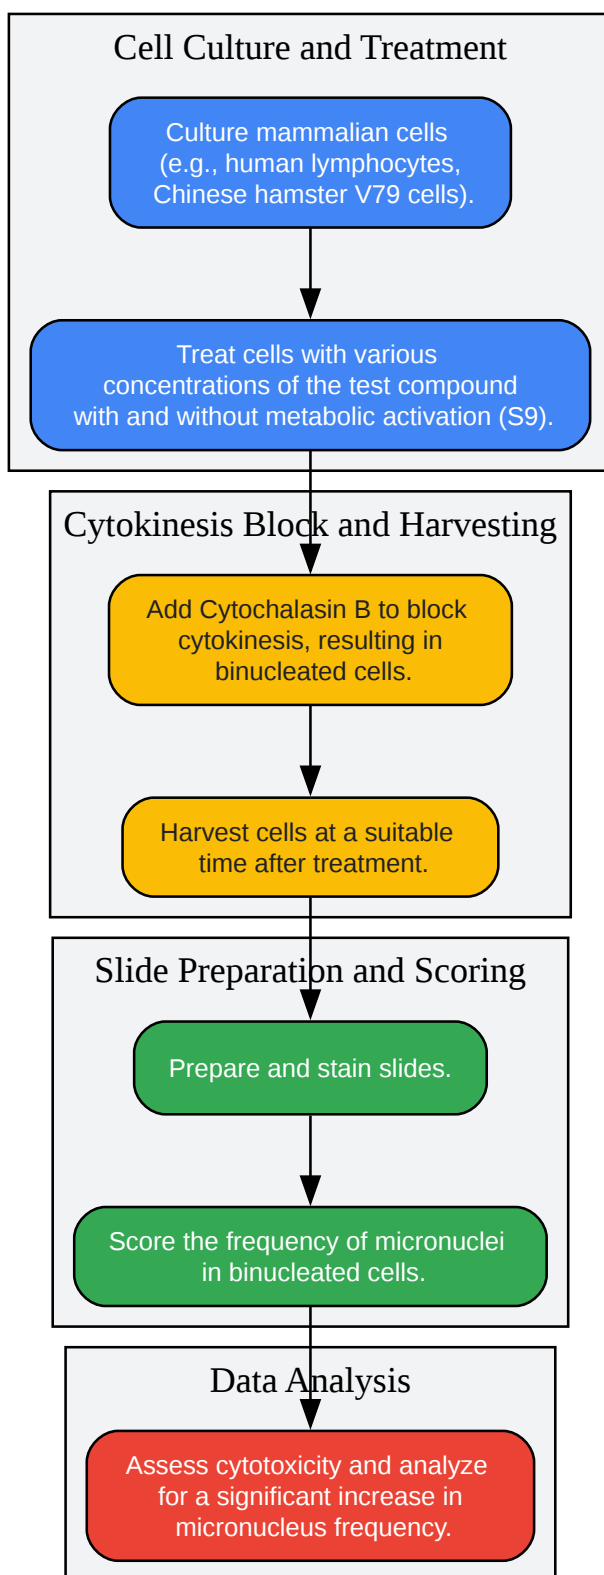 Cell Culture and Treatment
Culture mammalian cells
(e.g., human lymphocytes,
Chinese hamster V79 cells).
Treat cells with various
concentrations of the test compound
with and without metabolic activation (S9).
Cytokinesis Block and Harvesting
Add Cytochalasin B to block
cytokinesis, resulting in
binucleated cells.
Harvest cells at a suitable
time after treatment.
Slide Preparation and Scoring
Prepare and stain slides.
Score the frequency of micronuclei
in binucleated cells.
Data Analysis
Assess cytotoxicity and analyze
for a significant increase in
micronucleus frequency.